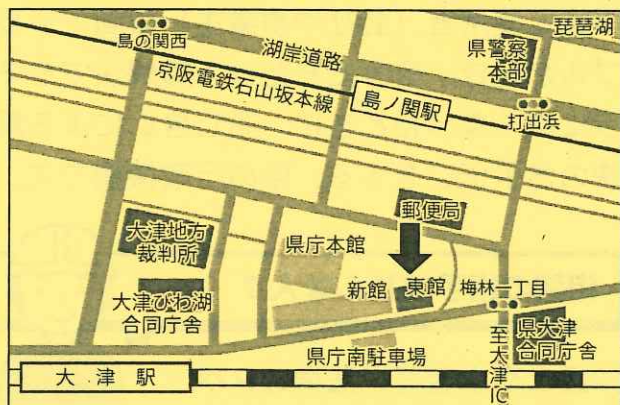 琵琶湖
島の関西
湖岸道路
県警察
本部
京阪電鉄石山坂本線
島ノ関駅
打出浜
郵便局
大津地方
裁判所
県庁本館
大津びわ湖
合同庁舎
新館
東館
梅林一丁目
県大津
合同庁舎
県庁南駐車場
至大津IC
大津駅